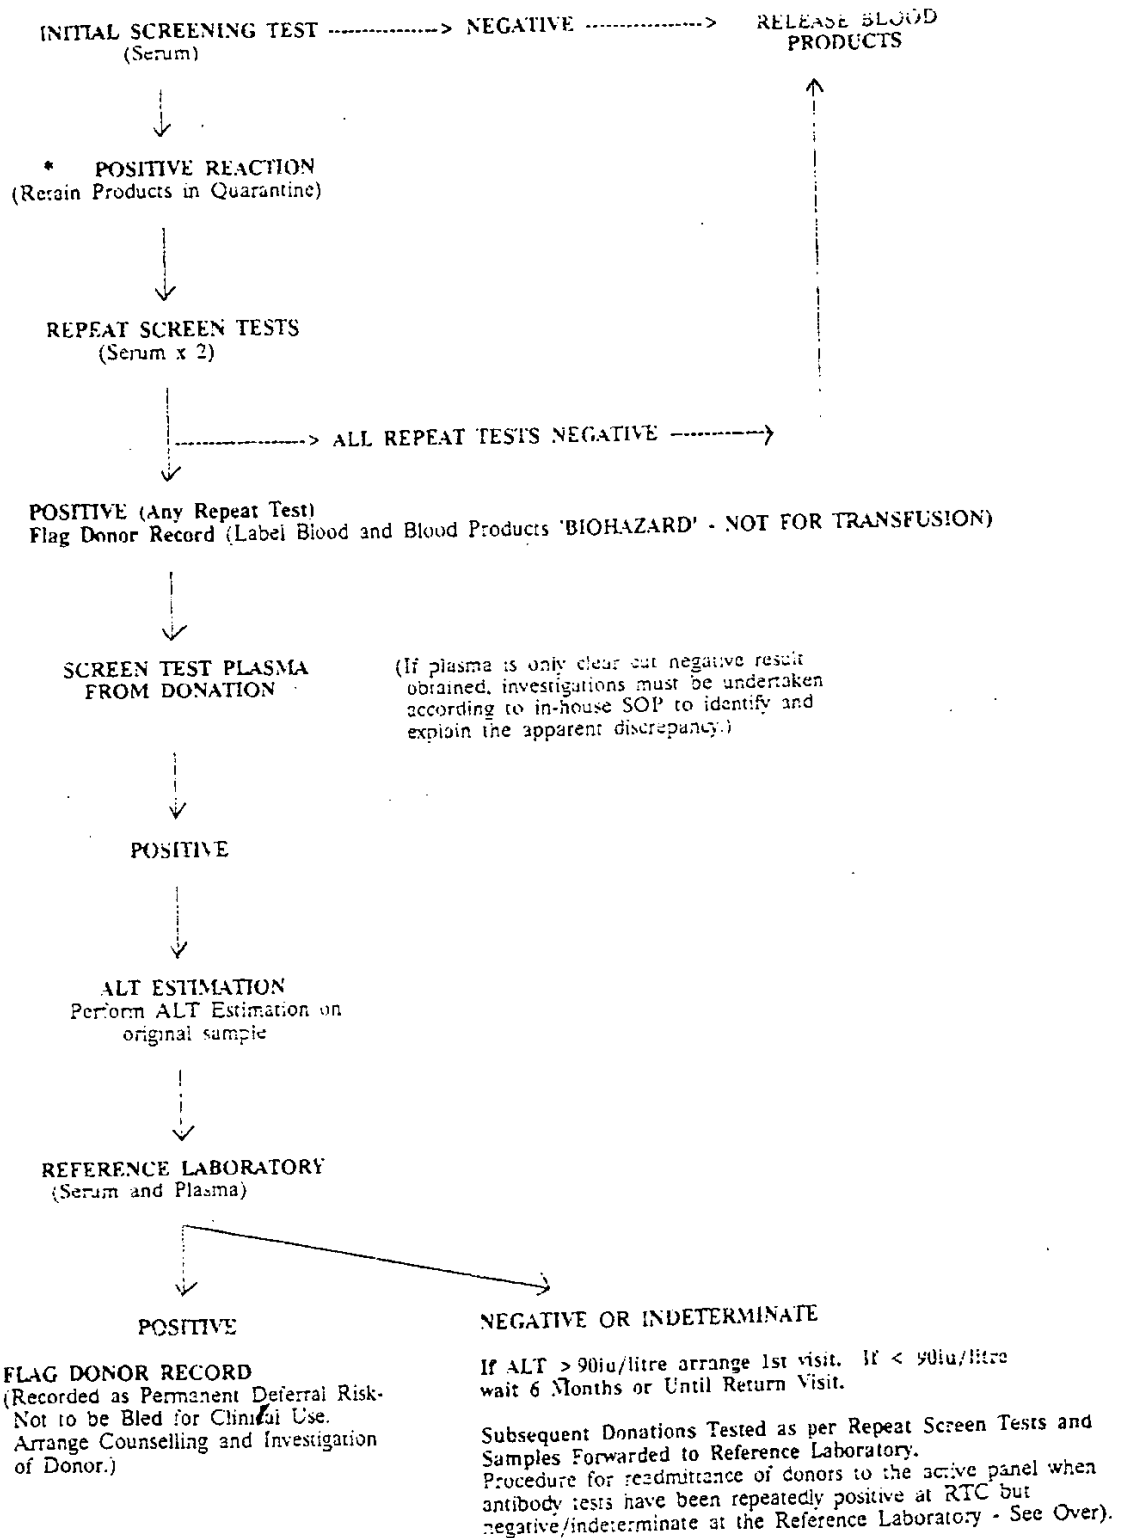 INITIAL SCREENING TEST ---------------> NEGATIVE ----------------> RELEASE BLOOD
(Serum) PRODUCTS
* POSITIVE REACTION
(Retain Products in Quarantine)
REPEAT SCREEN TESTS
(Serum x 2)
------------------> ALL REPEAT TESTS NEGATIVE ------------>
POSITIVE (Any Repeat Test)
Flag Donor Record (Label Blood and Blood Products 'BIOHAZARD' - NOT FOR TRANSFUSION)
SCREEN TEST PLASMA
FROM DONATION
(If plasma is only clear cut negative result
obtained, investigations must be undertaken
according to in-house SOP to identify and
explain the apparent discrepancy.)
POSITIVE
ALT ESTIMATION
Perform ALT Estimation on
original sample
REFERENCE LABORATORY
(Serum and Plasma)
POSITIVE
FLAG DONOR RECORD
(Recorded as Permanent Deferral Risk-
Not to be Bled for Clinical Use.
Arrange Counselling and Investigation
of Donor.)
NEGATIVE OR INDETERMINATE
If ALT > 90iu/litre arrange 1st visit. If < 90iu/litre
wait 6 Months or Until Return Visit.
Subsequent Donations Tested as per Repeat Screen Tests and
Samples Forwarded to Reference Laboratory.
Procedure for readmittance of donors to the active panel when
antibody tests have been repeatedly positive at RTC but
negative/indeterminate at the Reference Laboratory - See Over).